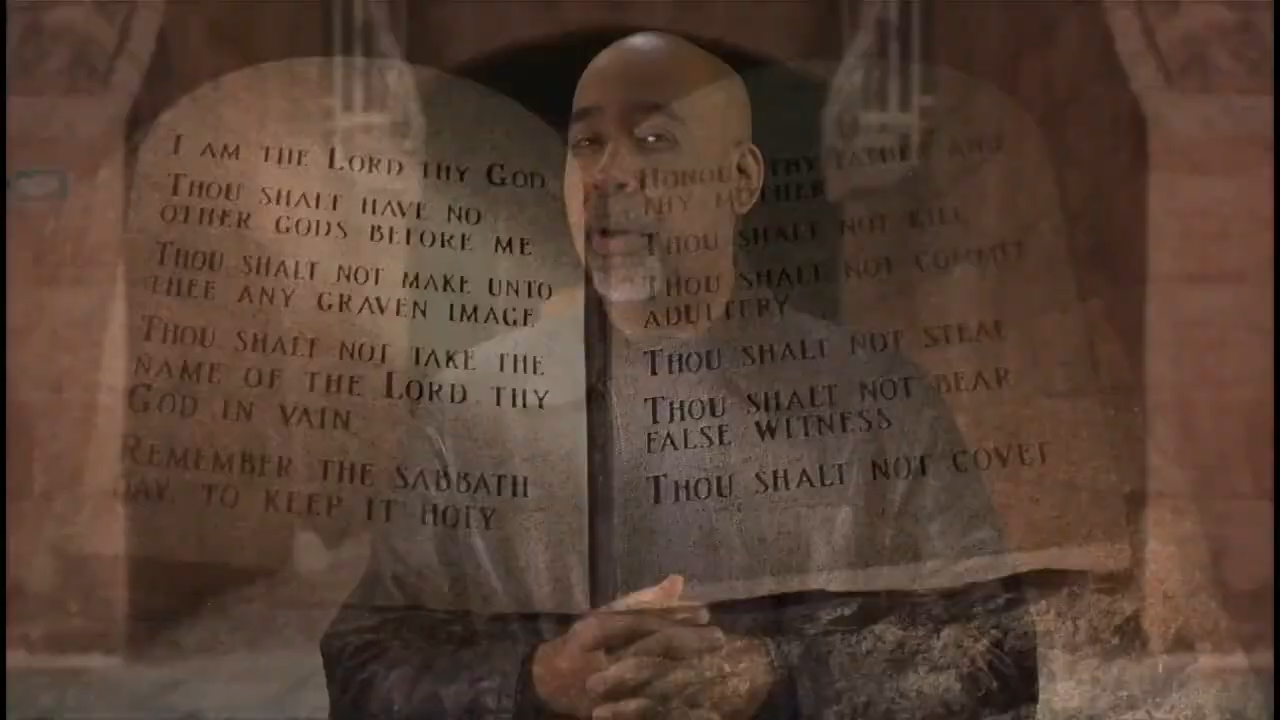 I AM THE LORD THY GOD
THOU SHALT HAVE NO
OTHER GODS BEFORE ME
THOU SHALT NOT MAKE UNTO
THEE ANY GRAVEN IMAGE
THOU SHALT NOT TAKE THE
NAME OF THE LORD THY
GOD IN VAIN
REMEMBER THE SABBATH
DAY, TO KEEP IT HOLY
HONOUR THY FATHER AND
THY MOTHER
THOU SHALT NOT KILL
THOU SHALT NOT COMMIT
ADULTERY
THOU SHALT NOT STEAL
THOU SHALT NOT BEAR
FALSE WITNESS
THOU SHALT NOT COVET